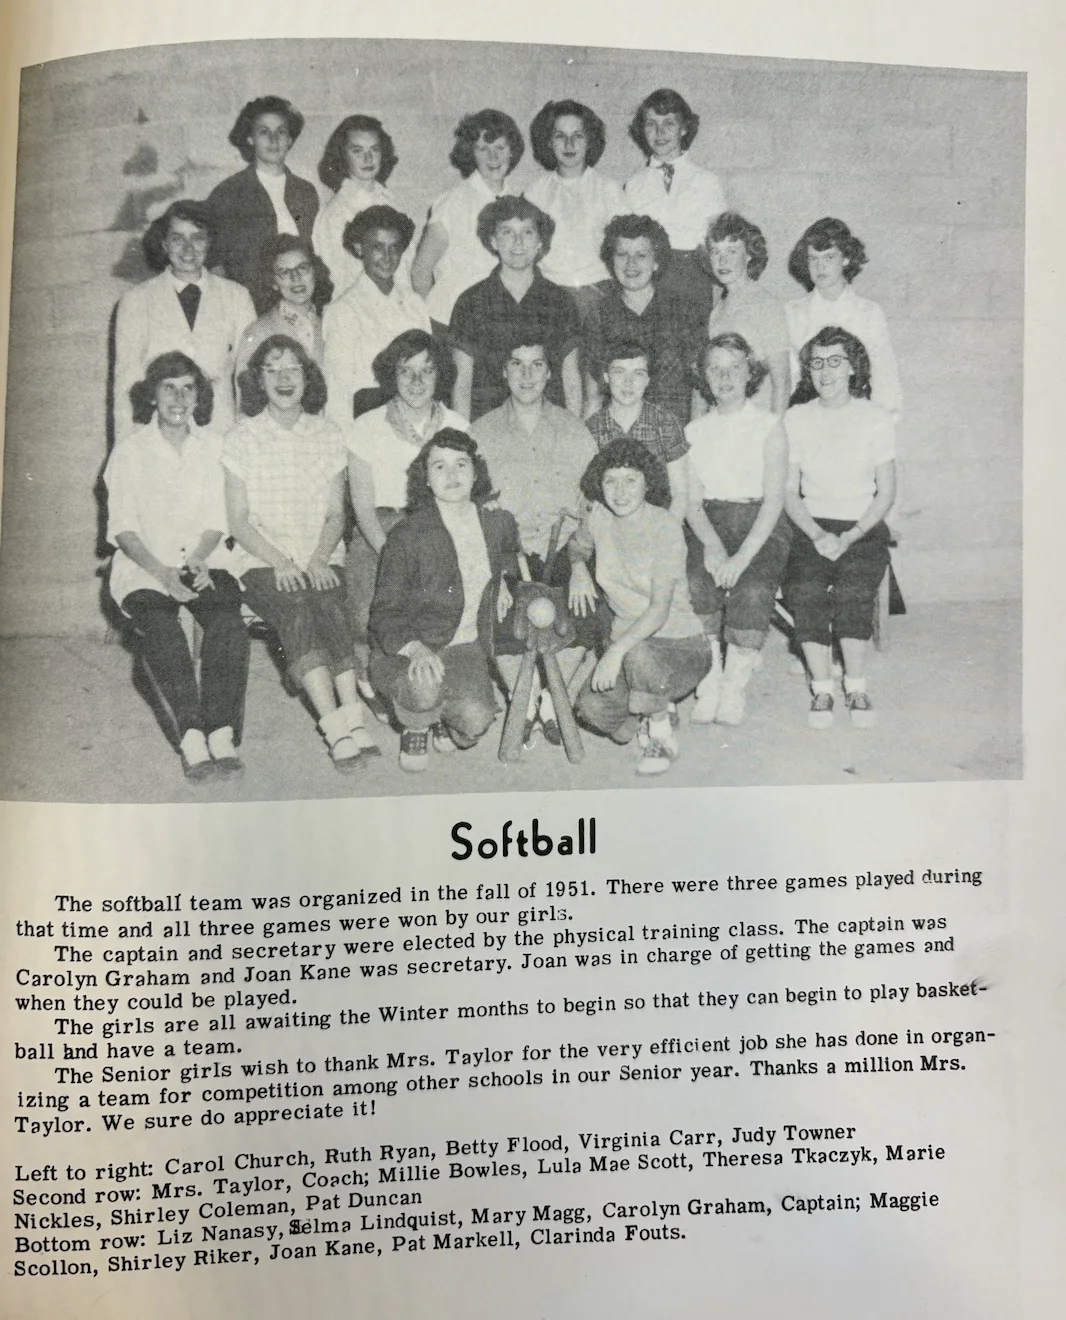 Softball
The softball team was organized in the fall of 1951. There were three games played during
that time and all three games were won by our girls.
The captain and secretary were elected by the physical training class. The captain was
Carolyn Graham and Joan Kane was secretary. Joan was in charge of getting the games and
when they could be played.
The girls are all awaiting the Winter months to begin so that they can begin to play basket-
ball and have a team.
The Senior girls wish to thank Mrs. Taylor for the very efficient job she has done in organ-
izing a team for competition among other schools in our Senior year. Thanks a million Mrs.
Taylor. We sure do appreciate it!
Left to right: Carol Church, Ruth Ryan, Betty Flood, Virginia Carr, Judy Towner
Second row: Mrs. Taylor, Coach; Millie Bowles, Lula Mae Scott, Theresa Tkaczyk, Marie
Nickles, Shirley Coleman, Pat Duncan
Bottom row: Liz Nanasy, Selma Lindquist, Mary Magg, Carolyn Graham, Captain; Maggie
Scollon, Shirley Riker, Joan Kane, Pat Markell, Clarinda Fouts.